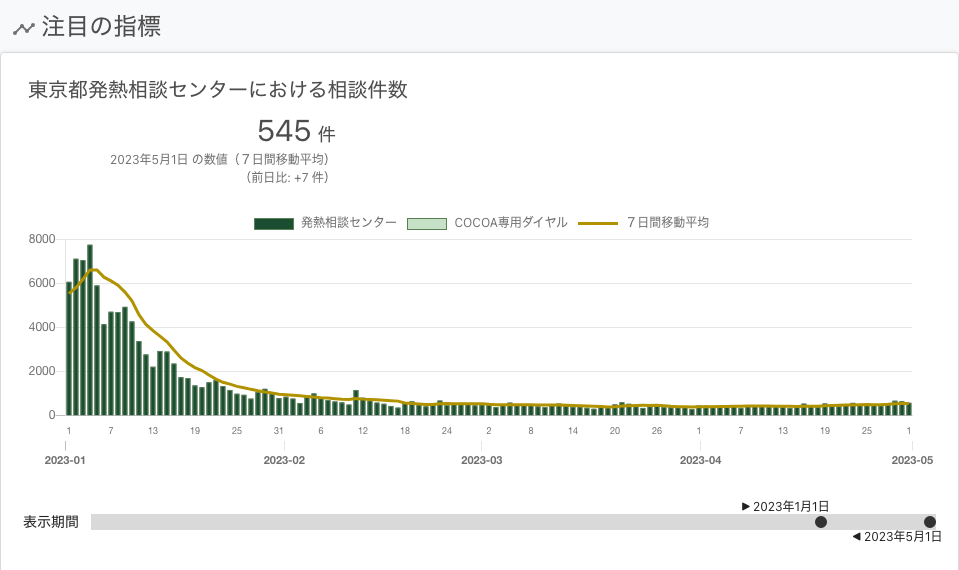 注目の指標
東京都発熱相談センターにおける相談件数
545 件
2023年5月1日 の数値（７日間移動平均）
（前日比: +7 件）
発熱相談センター COCOA専用ダイヤル ７日間移動平均
8000
6000
4000
2000
0
1 7 13 19 25 31 6 12 18 24 2 8 14 20 26 1 7 13 19 25 1
2023-01 2023-02 2023-03 2023-04 2023-05
▶ 2023年1月1日
表示期間
◀ 2023年5月1日